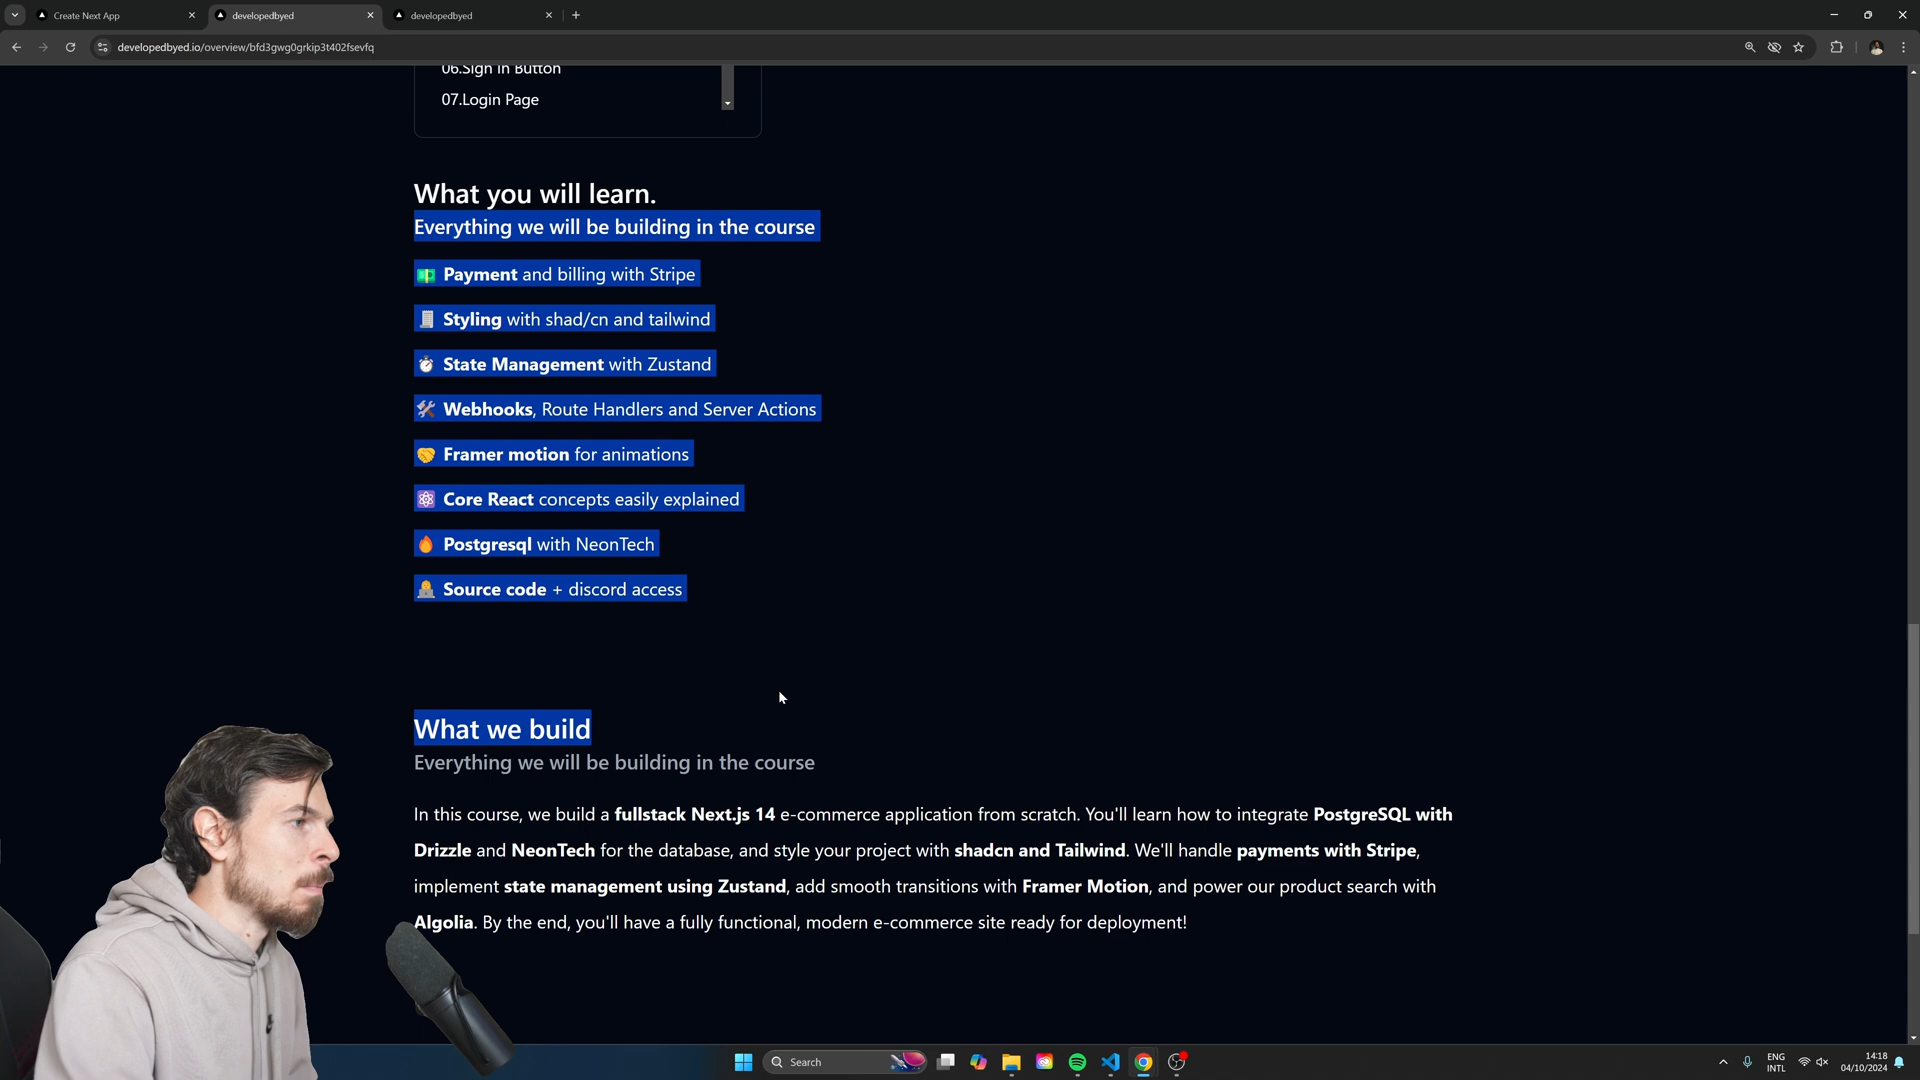 Create Next App
developedbyed
developedbyed
developedbyed.io/overview/bfd3gwg0grkip3t402fsevfq
06.Sign in Button
07.Login Page
What you will learn.
Everything we will be building in the course
Payment and billing with Stripe
Styling with shad/cn and tailwind
State Management with Zustand
Webhooks, Route Handlers and Server Actions
Framer motion for animations
Core React concepts easily explained
Postgresql with NeonTech
Source code + discord access
What we build
Everything we will be building in the course
In this course, we build a fullstack Next.js 14 e-commerce application from scratch. You'll learn how to integrate PostgreSQL with
Drizzle and NeonTech for the database, and style your project with shadcn and Tailwind. We'll handle payments with Stripe,
implement state management using Zustand, add smooth transitions with Framer Motion, and power our product search with
Algolia. By the end, you'll have a fully functional, modern e-commerce site ready for deployment!
Search
ENG
INTL
14:18
04/10/2024